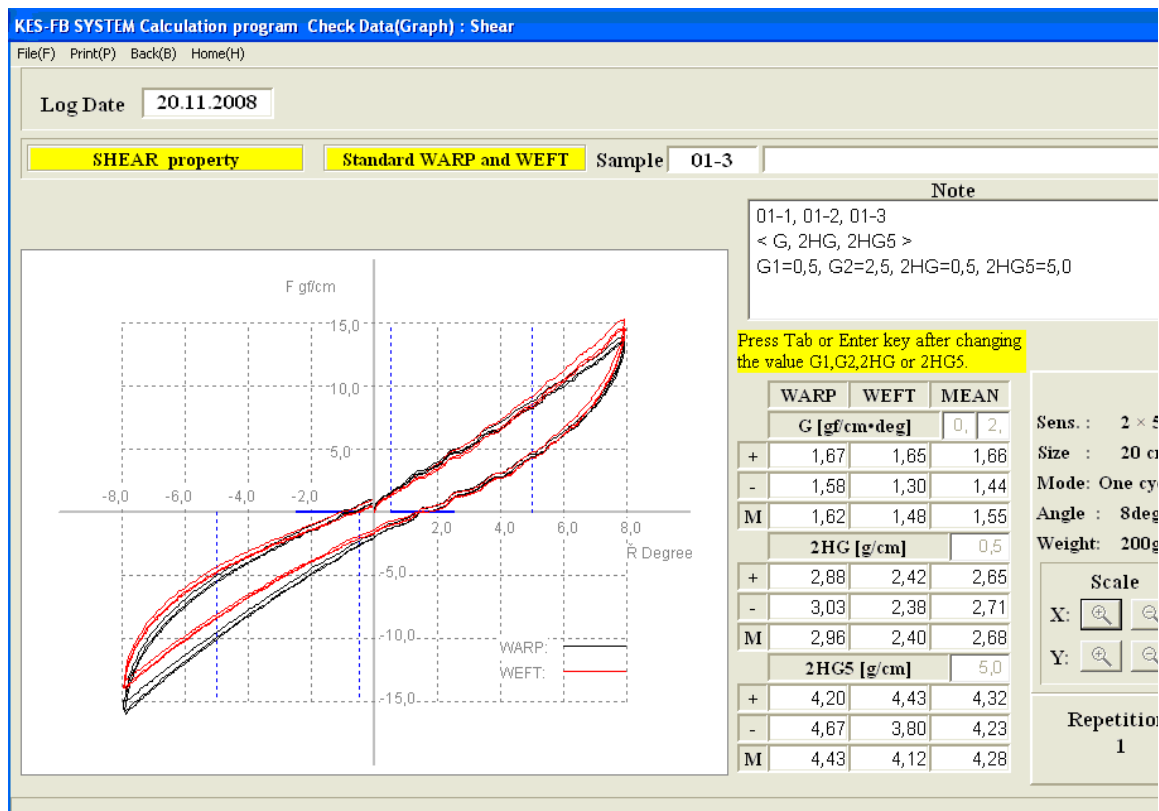 KES-FB SYSTEM Calculation program Check Data(Graph) : Shear
File(F) Print(P) Back(B) Home(H)
Log Date 20.11.2008
SHEAR property Standard WARP and WEFT Sample 01-3
Note
01-1, 01-2, 01-3
< G, 2HG, 2HG5 >
G1=0,5, G2=2,5, 2HG=0,5, 2HG5=5,0
F gf/cm
15,0
10,0
5,0
-8,0 -6,0 -4,0 -2,0
2,0 4,0 6,0 8,0
Ř Degree
-5,0
-10,0
-15,0
WARP:
WEFT:
Press Tab or Enter key after changing
the value G1,G2,2HG or 2HG5.
WARP WEFT MEAN
G [gf/cm•deg] 0, 2,
+ 1,67 1,65 1,66
- 1,58 1,30 1,44
M 1,62 1,48 1,55
2HG [g/cm] 0,5
+ 2,88 2,42 2,65
- 3,03 2,38 2,71
M 2,96 2,40 2,68
2HG5 [g/cm] 5,0
+ 4,20 4,43 4,32
- 4,67 3,80 4,23
M 4,43 4,12 4,28
Sens. : 2 × 5
Size : 20 cm
Mode: One cy
Angle : 8deg
Weight: 200g
Scale
X:
Y:
Repetition
1